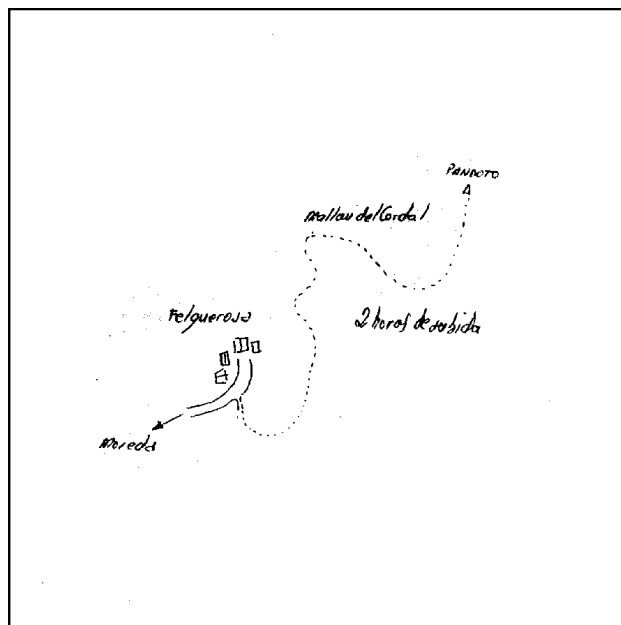 PANDOTO
Mallau del Cordal
Felguerosa
2 horas de subida
Moreda